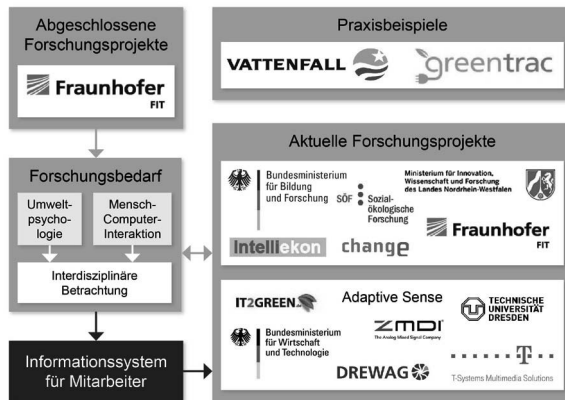 Abgeschlossene
Forschungsprojekte
Fraunhofer
FIT
Forschungsbedarf
Umwelt-
psycho-
logie
Mensch-
Computer-
Interaktion
Interdisziplinäre
Betrachtung
Informationssystem
für Mitarbeiter
Praxisbeispiele
VATTENFALL
greentrac
Aktuelle Forschungsprojekte
Bundesministerium
für Bildung
und Forschung
SÖF
Sozial-
ökologische
Forschung
Ministerium für Innovation,
Wissenschaft und Forschung
des Landes Nordrhein-Westfalen
Intelliekon
change
Fraunhofer
FIT
IT2GREEN
Adaptive Sense
TECHNISCHE
UNIVERSITÄT
DRESDEN
ZMDI
The Analog Mixed Signal Company
Bundesministerium
für Wirtschaft
und Technologie
DREWAG
T
T-Systems Multimedia Solutions